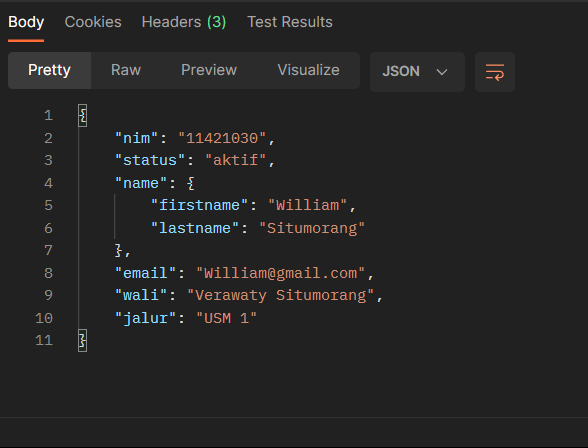 Body Cookies Headers (3) Test Results
Pretty Raw Preview Visualize JSON
1 {
2 "nim": "11421030",
3 "status": "aktif",
4 "name": {
5 "firstname": "William",
6 "lastname": "Situmorang"
7 },
8 "email": "William@gmail.com",
9 "wali": "Verawaty Situmorang",
10 "jalur": "USM 1"
11 }